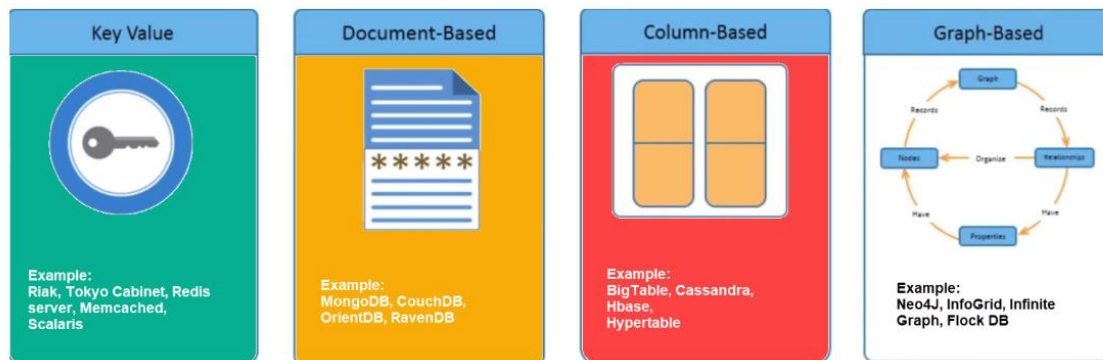 Key Value
Example:
Riak, Tokyo Cabinet, Redis
server, Memcached,
Scalaris
Document-Based
*****
Example:
MongoDB, CouchDB,
OrientDB, RavenDB
Column-Based
Example:
BigTable, Cassandra,
Hbase,
Hypertable
Graph-Based
Graph
Records
Records
Nodes
Organize
Relationships
Have
Have
Properties
Example:
Neo4J, InfoGrid, Infinite
Graph, Flock DB